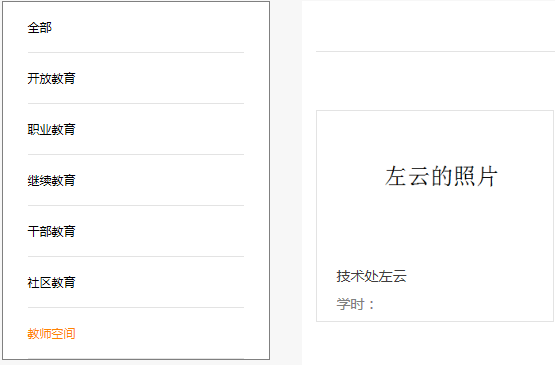 全部
开放教育
职业教育
继续教育
干部教育
社区教育
教师空间
左云的照片
技术处左云
学时：